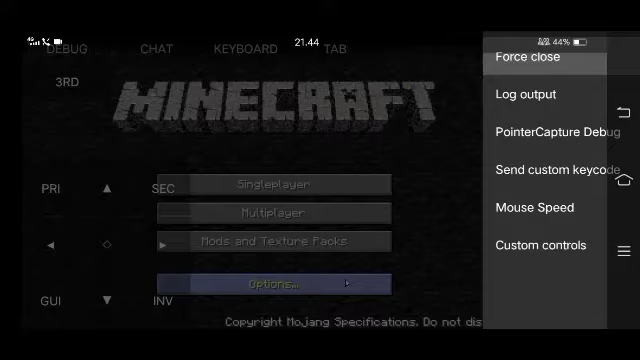 4G 21.44 44%
DEBUG CHAT KEYBOARD TAB
3RD
MINECRAFT
PRI SEC
GUI INV
Singleplayer
Multiplayer
Mods and Texture Packs
Options...
Copyright Mojang Specifications. Do not dis
Force close
Log output
PointerCapture Debug
Send custom keycode
Mouse Speed
Custom controls